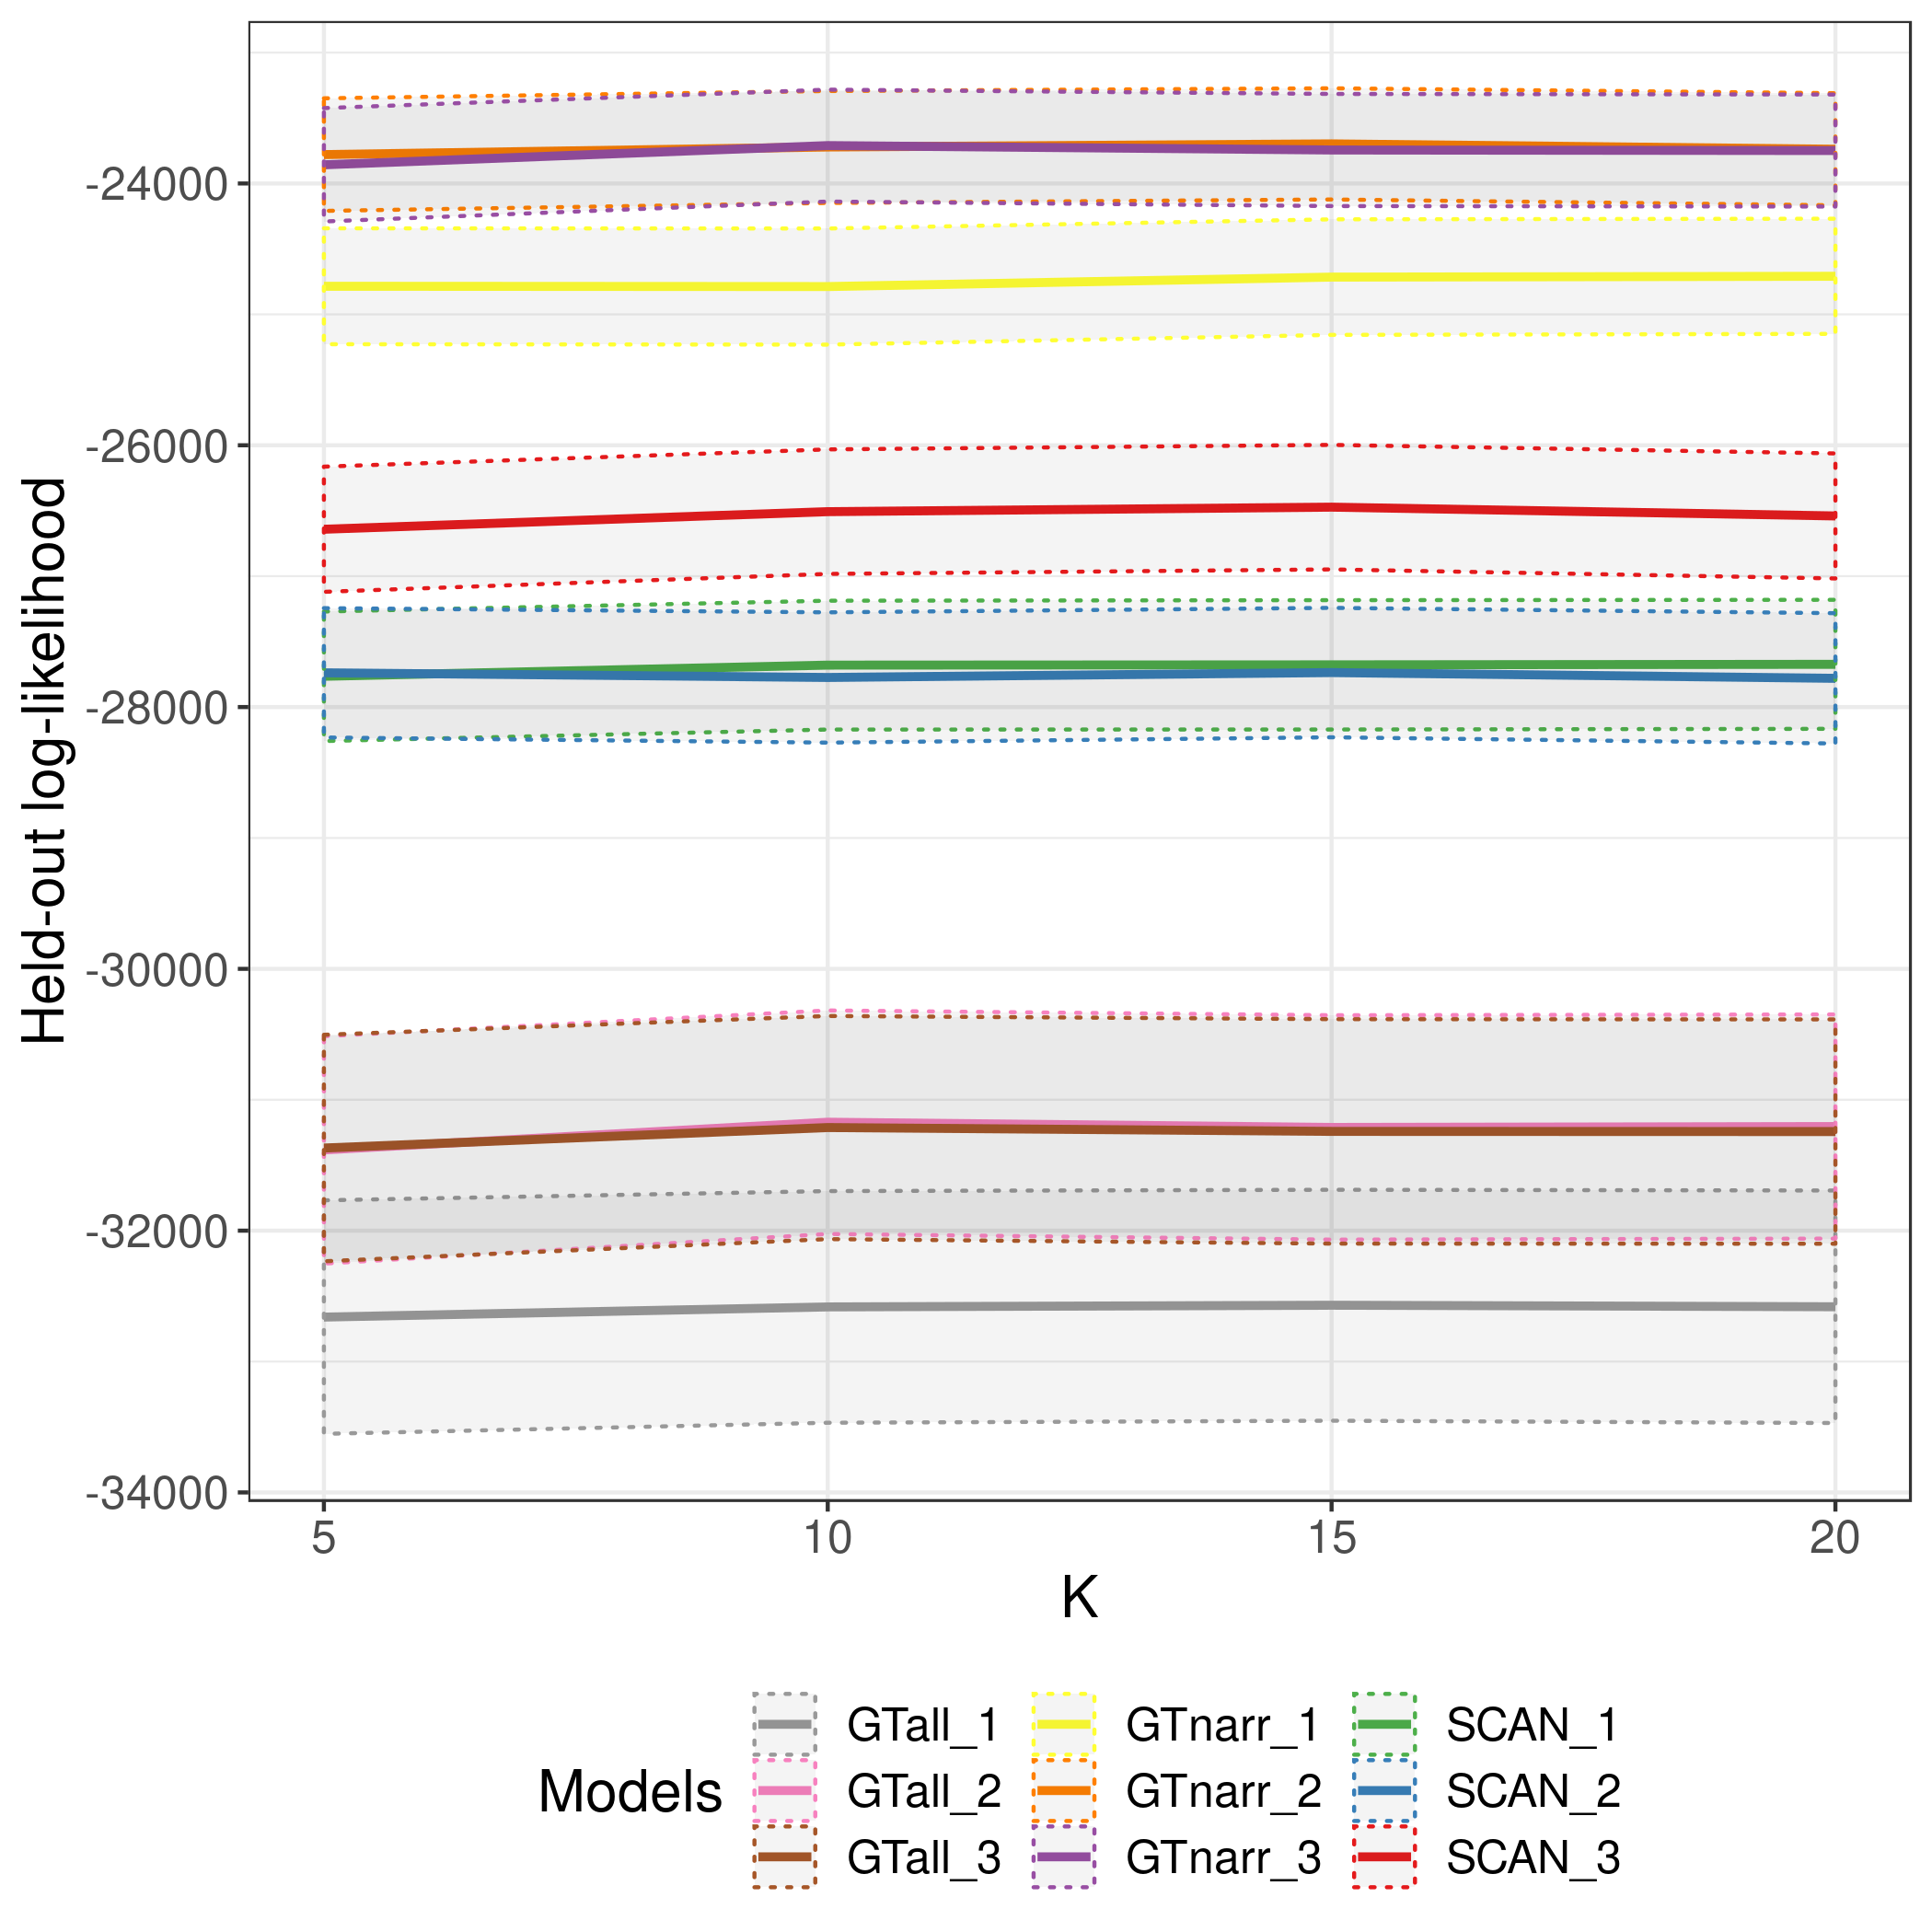 Held-out log-likelihood
-24000
-26000
-28000
-30000
-32000
-34000
5 10 15 20
K
Models
GTall_1 GTnarr_1 SCAN_1
GTall_2 GTnarr_2 SCAN_2
GTall_3 GTnarr_3 SCAN_3